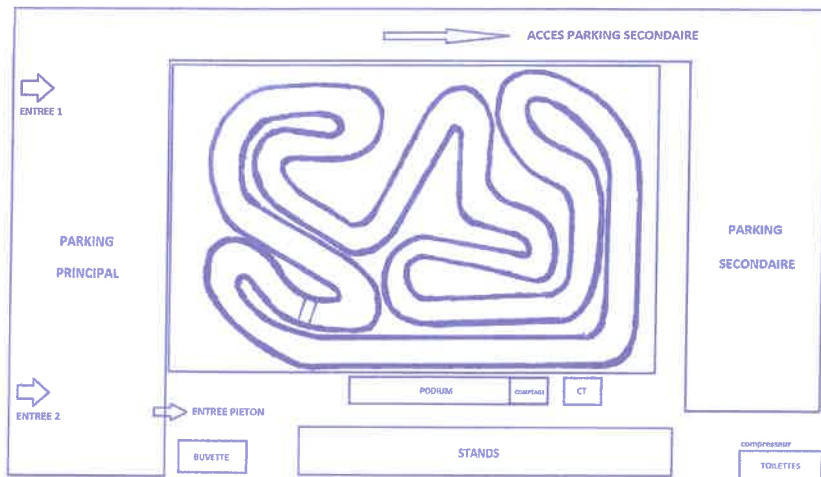 ACCES PARKING SECONDAIRE
ENTREE 1
PARKING
PRINCIPAL
PARKING
SECONDAIRE
ENTREE 2
ENTREE PIETON
PODIUM
COMPTAGE
CT
BUVETTE
STANDS
compresseur
TOILETTES